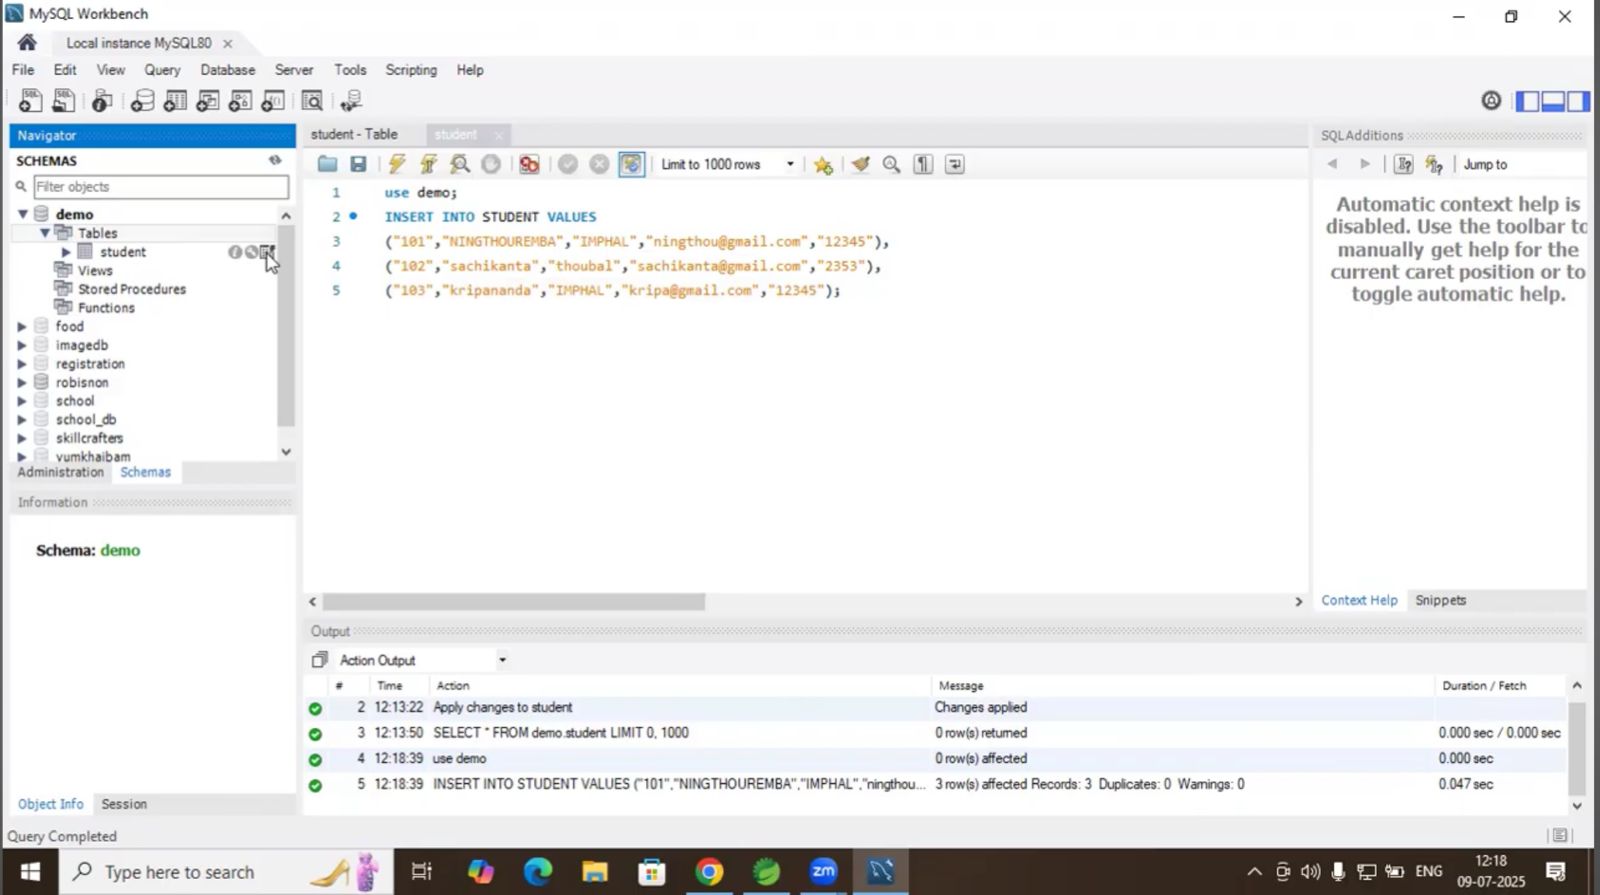 MySQL Workbench
Local instance MySQL80
File Edit View Query Database Server Tools Scripting Help
Navigator
SCHEMAS
Filter objects
demo
Tables
student
Views
Stored Procedures
Functions
food
imagedb
registration
robisnon
school
school_db
skillcrafters
yumkhaibam
Administration Schemas
Information
Schema: demo
Object Info Session
Query Completed
student - Table student
Limit to 1000 rows
1 use demo;
2 INSERT INTO STUDENT VALUES
3 ("101","NINGTHOUREMBA","IMPHAL","ningthou@gmail.com","12345"),
4 ("102","sachikanta","thoubal","sachikanta@gmail.com","2353"),
5 ("103","kripananda","IMPHAL","kripa@gmail.com","12345");
SQLAdditions
Jump to
Automatic context help is
disabled. Use the toolbar to
manually get help for the
current caret position or to
toggle automatic help.
Context Help Snippets
Output
Action Output
# Time Action Message Duration / Fetch
2 12:13:22 Apply changes to student Changes applied
3 12:13:50 SELECT * FROM demo.student LIMIT 0, 1000 0 row(s) returned 0.000 sec / 0.000 sec
4 12:18:39 use demo 0 row(s) affected 0.000 sec
5 12:18:39 INSERT INTO STUDENT VALUES ("101","NINGTHOUREMBA","IMPHAL","ningthou... 3 row(s) affected Records: 3 Duplicates: 0 Warnings: 0 0.047 sec
Type here to search
zm
ENG
12:18
09-07-2025